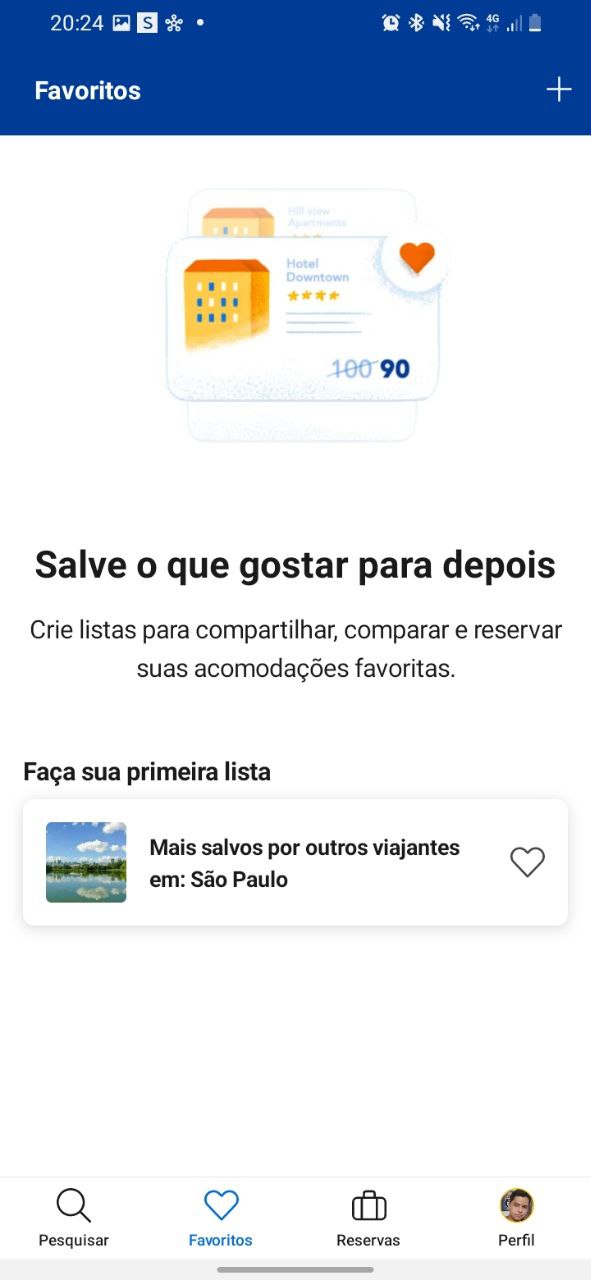 20:24 S 4G
Favoritos
Hill view
Apartments
Hotel
Downtown
100 90
Salve o que gostar para depois
Crie listas para compartilhar, comparar e reservar
suas acomodações favoritas.
Faça sua primeira lista
Mais salvos por outros viajantes
em: São Paulo
Pesquisar Favoritos Reservas Perfil